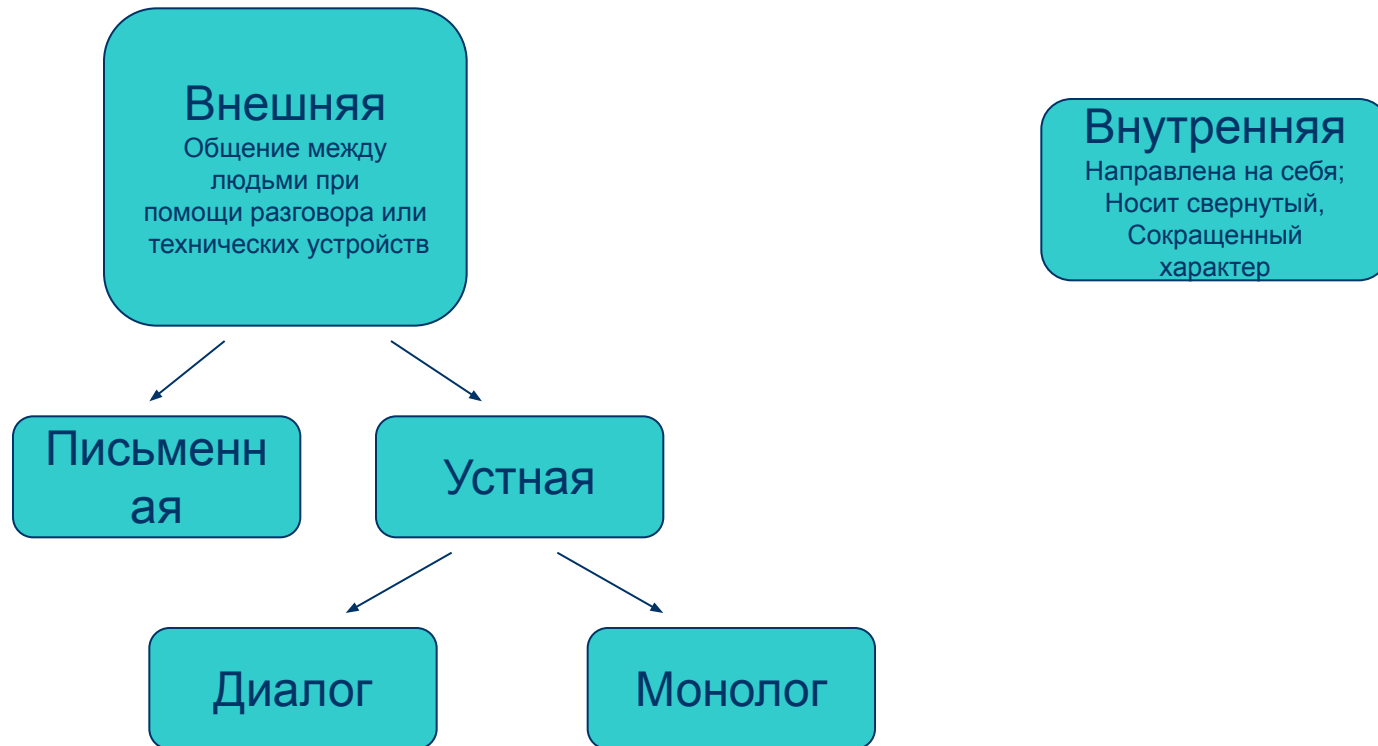 Внешняя
Общение между
людьми при
помощи разговора или
технических устройств
Внутренняя
Направлена на себя;
Носит свернутый,
Сокращенный
характер
Письменн
ая
Устная
Диалог
Монолог